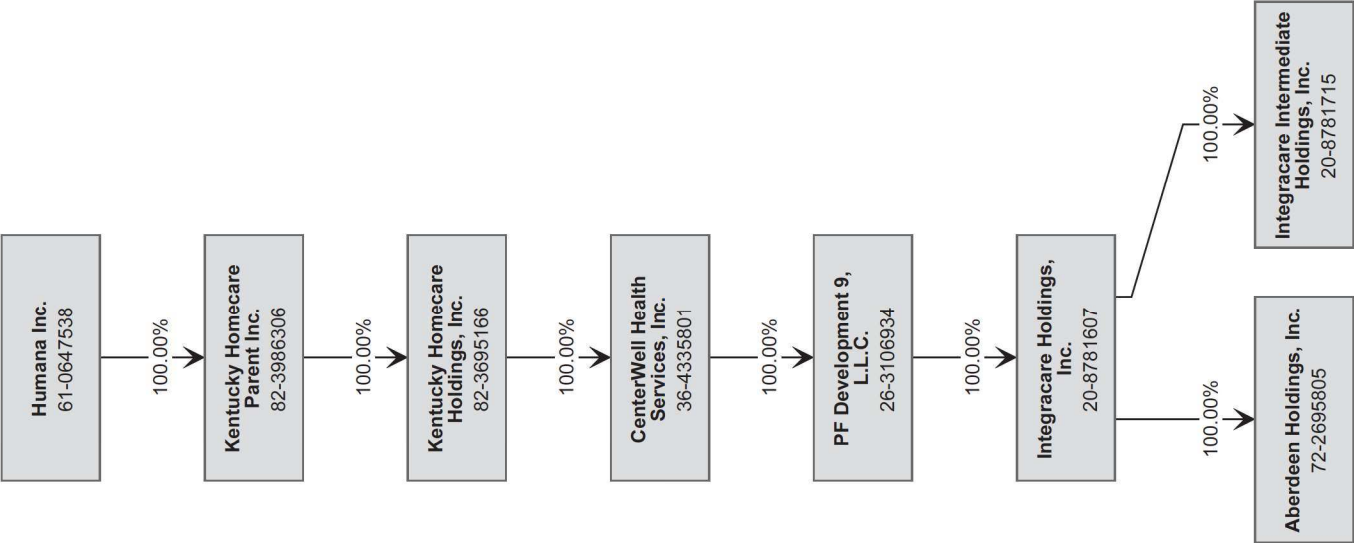 Humana Inc.
61-0647538
100.00%
Kentucky Homecare
Parent Inc.
82-3986306
100.00%
Kentucky Homecare
Holdings, Inc.
82-3695166
100.00%
CenterWell Health
Services, Inc.
36-4335801
100.00%
PF Development 9,
L.L.C.
26-3106934
100.00%
Integracare Holdings,
Inc.
20-8781607
100.00%
Aberdeen Holdings, Inc.
72-2695805
100.00%
Integracare Intermediate
Holdings, Inc.
20-8781715